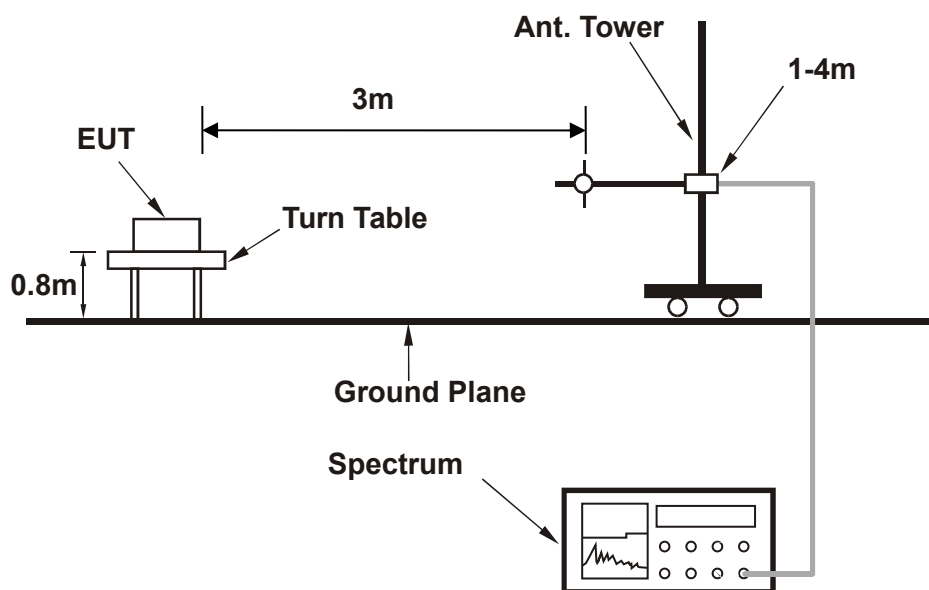 Ant. Tower
1-4m
3m
EUT
Turn Table
0.8m
Ground Plane
Spectrum